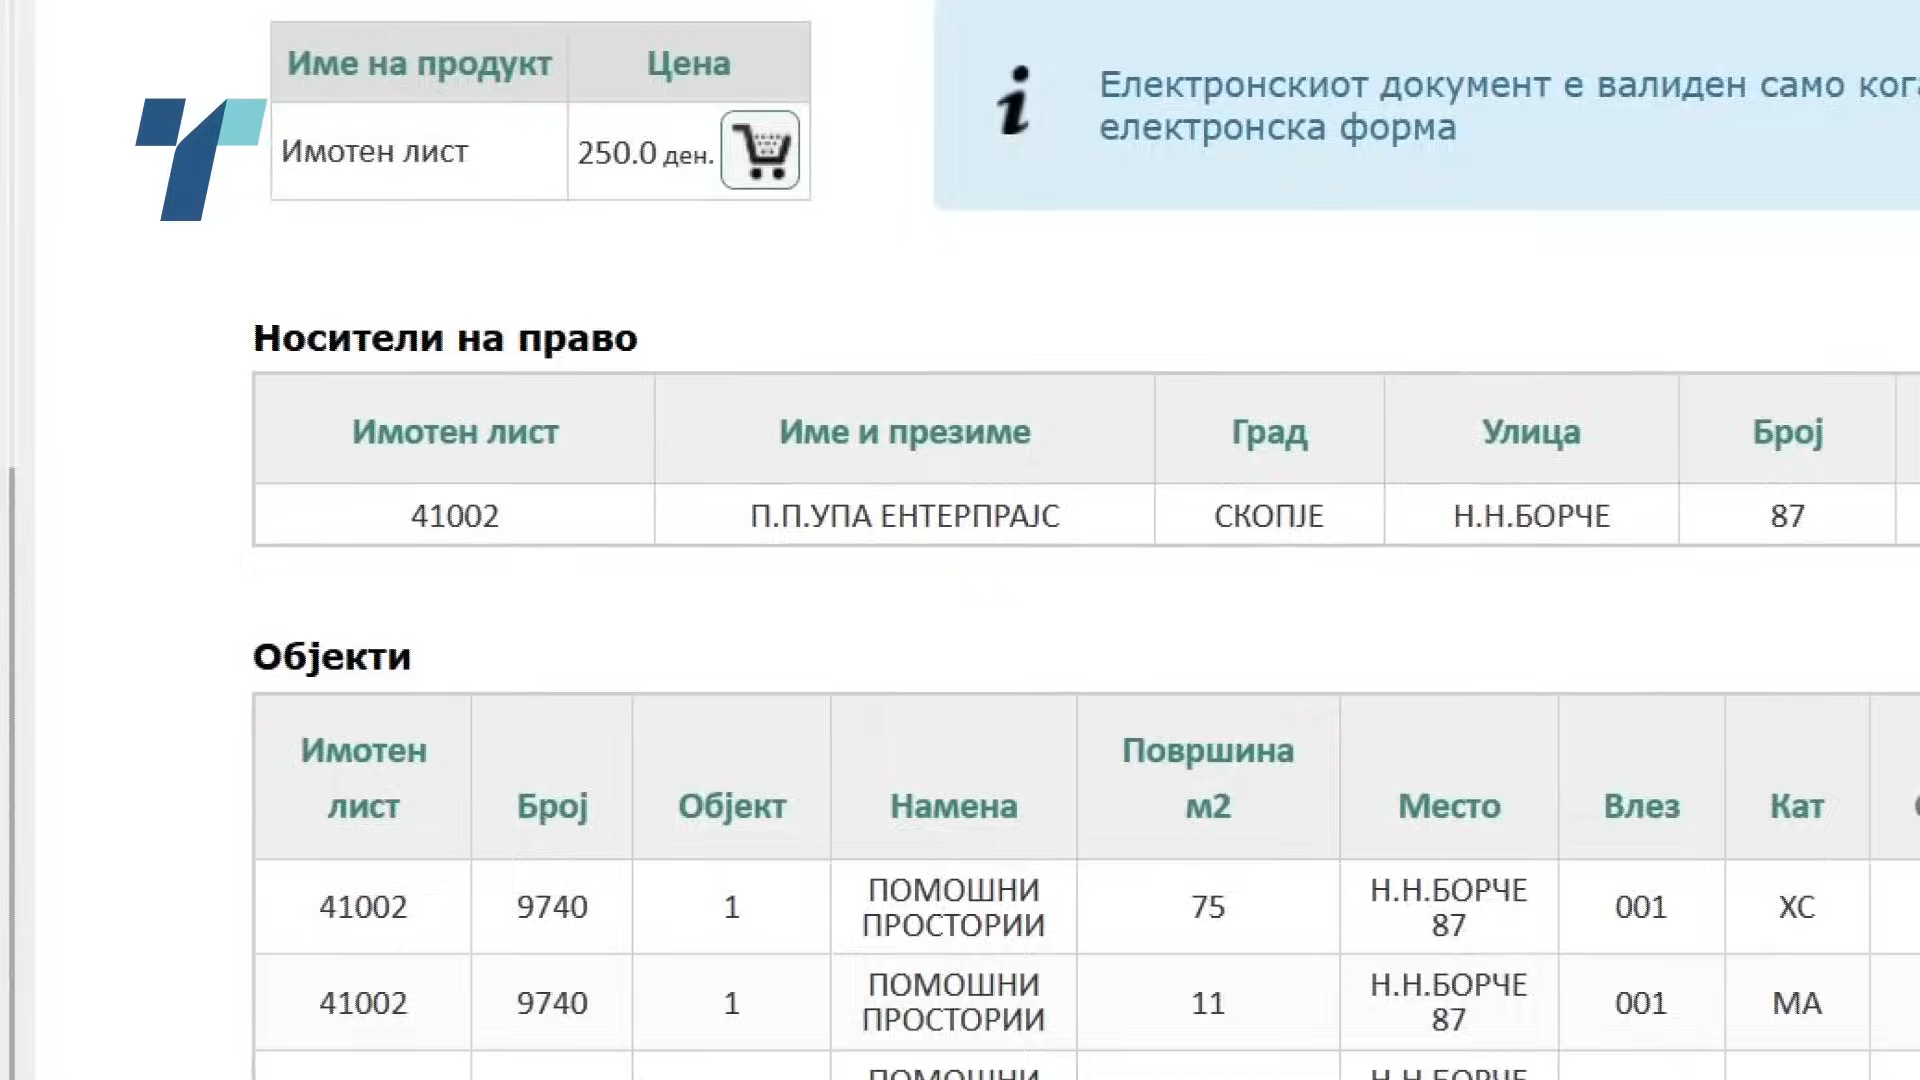 Име на продукт Цена
Имотен лист 250.0 ден.
Електронскиот документ е валиден само
електронска форма
Носители на право
Имотен лист Име и презиме Град Улица Број
41002 П.П.УПА ЕНТЕРПРАЈС СКОПЈЕ Н.Н.БОРЧЕ 87
Објекти
Имотен лист Број Објект Намена Површина м2 Место Влез Кат
41002 9740 1 ПОМОШНИ ПРОСТОРИИ 75 Н.Н.БОРЧЕ 87 001 ХС
41002 9740 1 ПОМОШНИ ПРОСТОРИИ 11 Н.Н.БОРЧЕ 87 001 МА